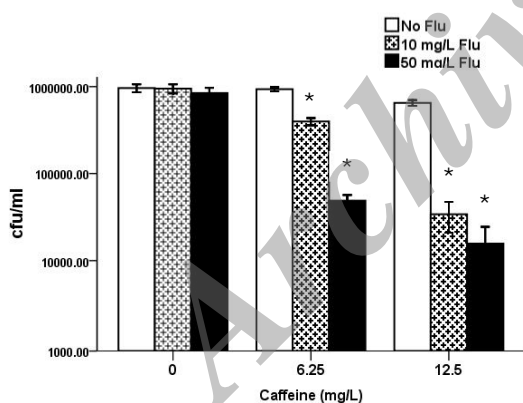 No Flu
10 mg/L Flu
50 mg/L Flu
1000000.00
100000.00
10000.00
1000.00
cfu/ml
*
*
*
*
0
6.25
12.5
Caffeine (mg/L)